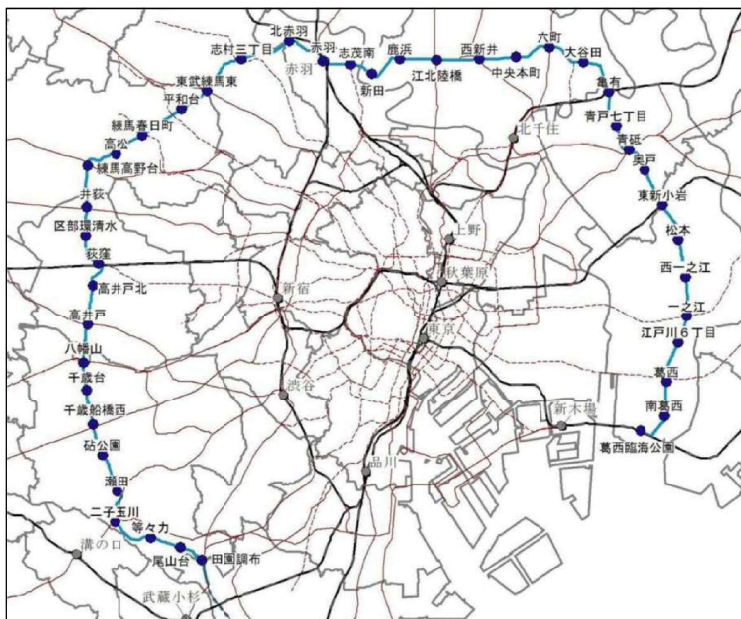 北赤羽
志村三丁目
赤羽
赤羽
志茂南
新田
鹿浜
江北陸橋
西新井
中央本町
六町
大谷田
亀有
青戸七丁目
青砥
奥戸
東新小岩
松本
西一之江
一之江
江戸川6丁目
葛西
南葛西
葛西臨海公園
東武練馬東
平和台
練馬春日町
高松
練馬高野台
井荻
区部環清水
荻窪
高井戸北
高井戸
八幡山
千歳台
千歳船橋西
砧公園
瀬田
二子玉川
等々力
尾山台
田園調布
溝の口
武蔵小杉
北千住
上野
秋葉原
東京
新宿
渋谷
品川
新木場